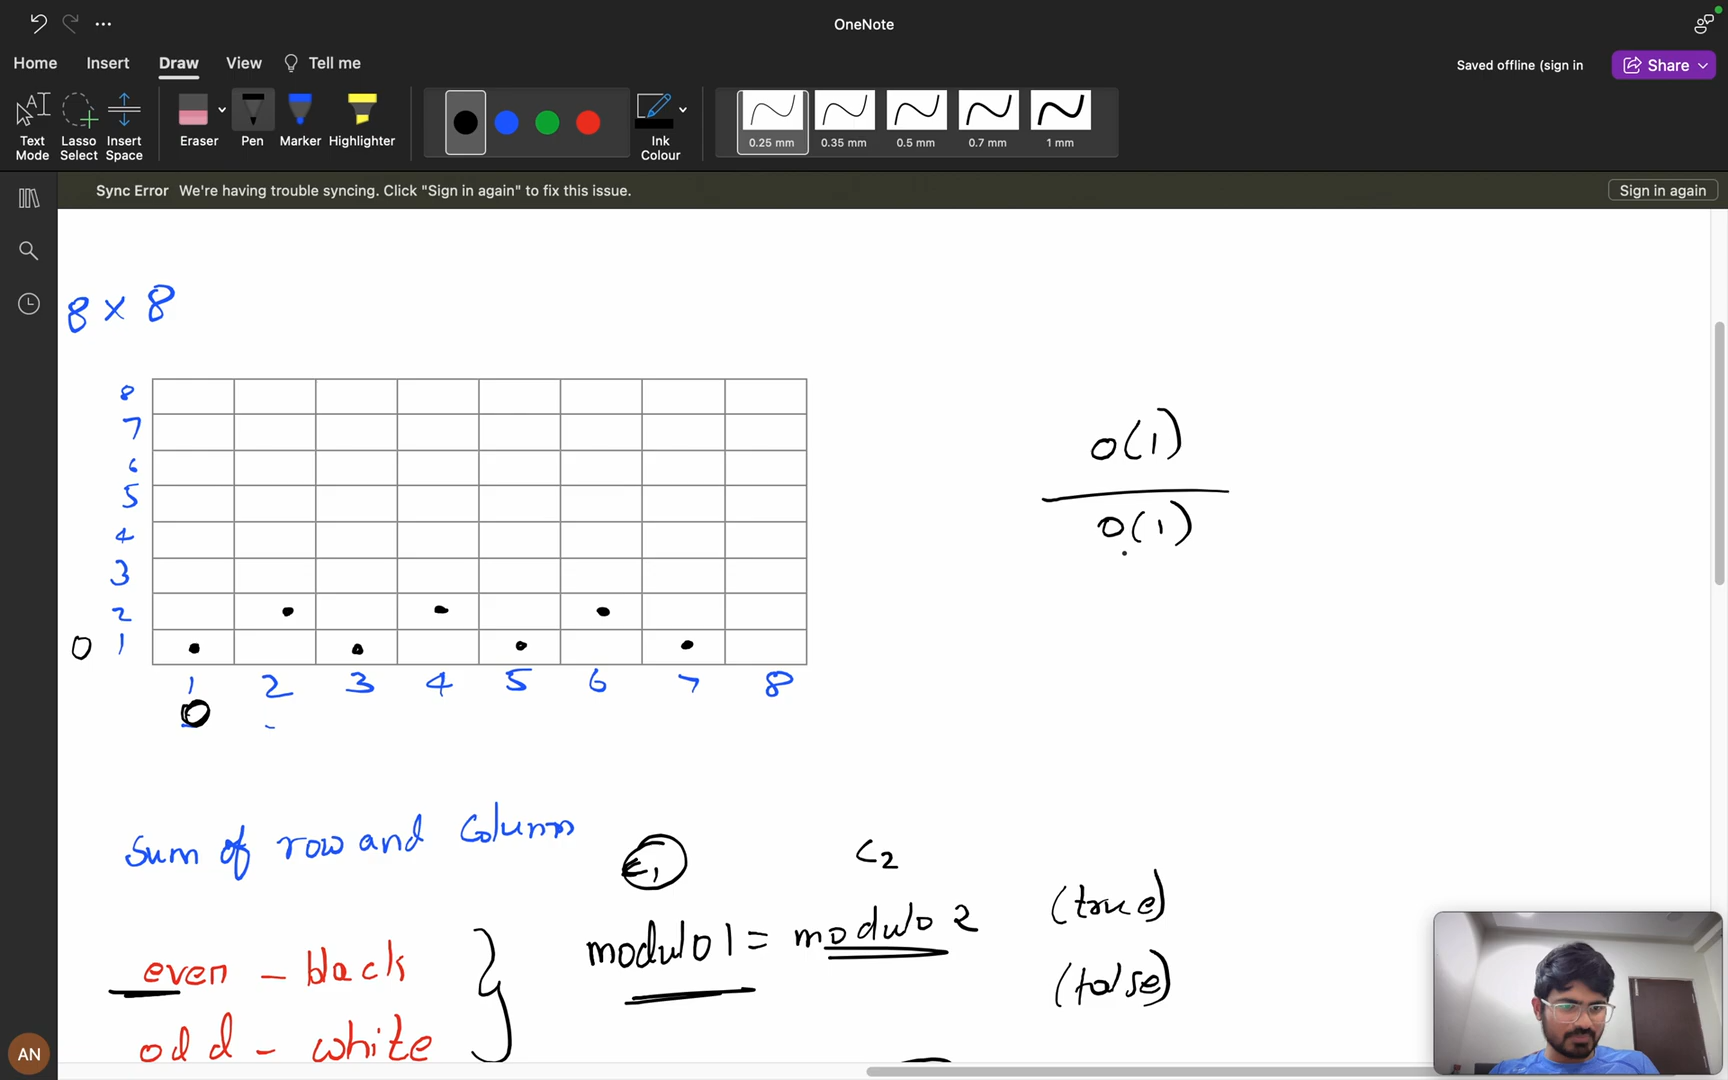 OneNote
Home Insert Draw View Tell me
Saved offline (sign in
Share
Text Mode
Lasso Select
Insert Space
Eraser
Pen
Marker
Highlighter
Ink Colour
0.25 mm
0.35 mm
0.5 mm
0.7 mm
1 mm
Sync Error We're having trouble syncing. Click "Sign in again" to fix this issue.
Sign in again
8 x 8
8
7
6
5
4
3
2
0 1
1 2 3 4 5 6 7 8
0
O(1)
O(1)
sum of row and column
C1 C2
modulo 1 = modulo 2 (true)
(false)
even - black
odd - white
AN